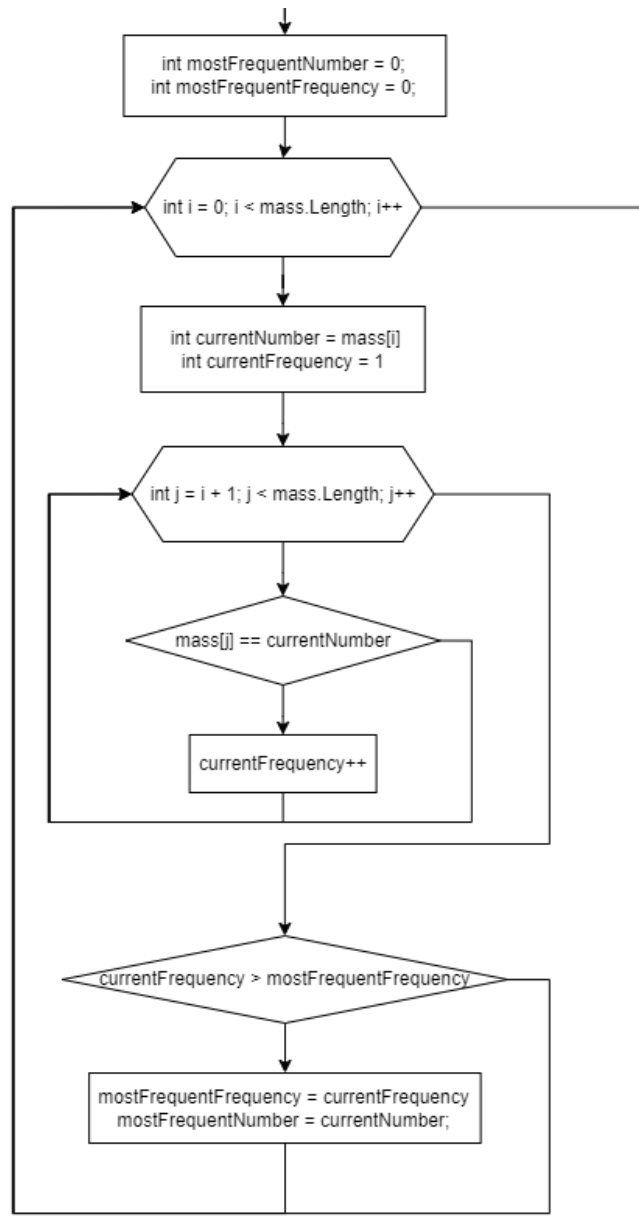 int mostFrequentNumber = 0;
int mostFrequentFrequency = 0;
int i = 0; i < mass.Length; i++
int currentNumber = mass[i]
int currentFrequency = 1
int j = i + 1; j < mass.Length; j++
mass[j] == currentNumber
currentFrequency++
currentFrequency > mostFrequentFrequency
mostFrequentFrequency = currentFrequency
mostFrequentNumber = currentNumber;